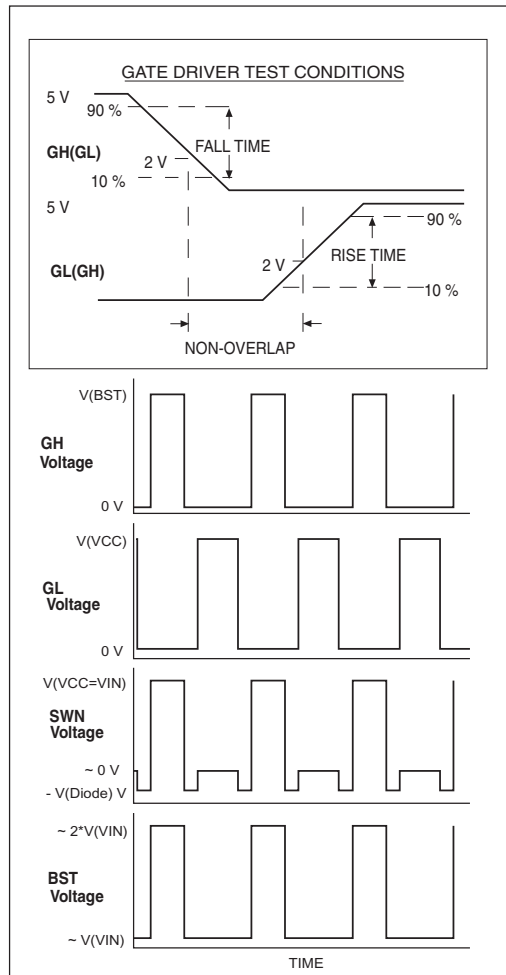 GATE DRIVER TEST CONDITIONS
5 V
90 %
FALL TIME
GH(GL)
2 V
10 %
5 V
90 %
2 V
RISE TIME
GL(GH)
10 %
NON-OVERLAP
V(BST)
GH
Voltage
0 V
V(VCC)
GL
Voltage
0 V
V(VCC=VIN)
SWN
Voltage
~ 0 V
- V(Diode) V
~ 2*V(VIN)
BST
Voltage
~ V(VIN)
TIME